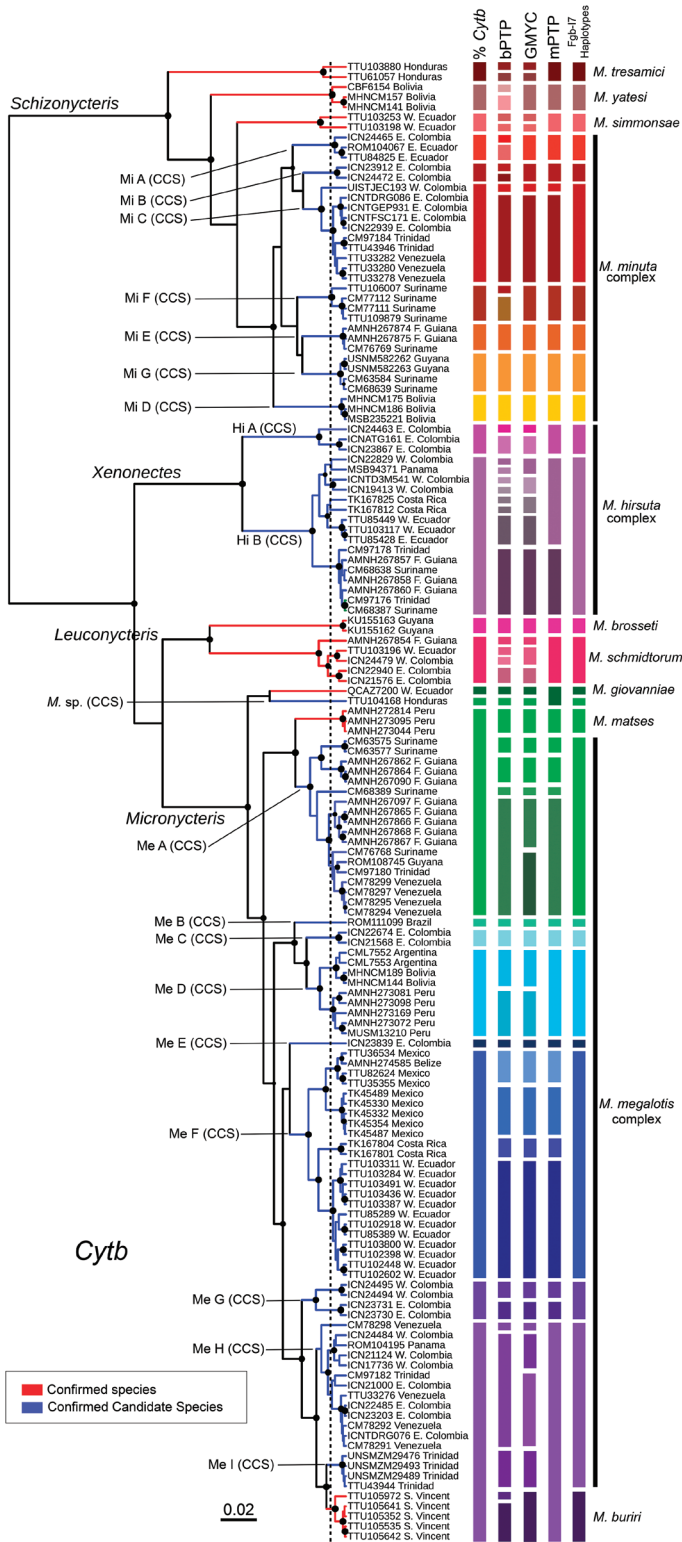 % Cytb
bPTP
GMYC
mPTP
Fgb-I7
Haplotypes
TTU103880 Honduras
TTU61057 Honduras
M. tresamici
CBF6154 Bolivia
MHNCM157 Bolivia
MHNCM141 Bolivia
M. yatesi
Schizonycteris
TTU103253 W. Ecuador
TTU103198 W. Ecuador
M. simmonsae
ICN24465 E. Colombia
ROM104067 E. Ecuador
TTU84825 E. Ecuador
Mi A (CCS)
ICN23912 E. Colombia
ICN24472 E. Colombia
Mi B (CCS)
UISTJEC193 W. Colombia
ICNTDRG086 E. Colombia
ICNTGEP931 E. Colombia
ICNTFSC171 E. Colombia
ICN22939 E. Colombia
Mi C (CCS)
CM97184 Trinidad
TTU43946 Trinidad
TTU33282 Venezuela
TTU33280 Venezuela
TTU33278 Venezuela
M. minuta
complex
TTU106007 Suriname
CM77112 Suriname
CM77111 Suriname
TTU109879 Suriname
Mi F (CCS)
AMNH267874 F. Guiana
AMNH267875 F. Guiana
CM76769 Suriname
Mi E (CCS)
USNM582262 Guyana
USNM582263 Guyana
CM63584 Suriname
CM68639 Suriname
Mi G (CCS)
MHNCM175 Bolivia
MHNCM186 Bolivia
MSB235221 Bolivia
Mi D (CCS)
Hi A (CCS)
ICN24463 E. Colombia
ICNATG161 E. Colombia
ICN23867 E. Colombia
ICN22829 W. Colombia
MSB94371 Panama
ICNTD3M541 W. Colombia
ICN19413 W. Colombia
Xenonectes
TK167825 Costa Rica
TK167812 Costa Rica
TTU85449 W. Ecuador
TTU103117 W. Ecuador
TTU85428 E. Ecuador
M. hirsuta
complex
Hi B (CCS)
CM97178 Trinidad
AMNH267857 F. Guiana
CM68638 Suriname
AMNH267858 F. Guiana
AMNH267860 F. Guiana
CM97176 Trinidad
CM68387 Suriname
KU155163 Guyana
KU155162 Guyana
M. brosseti
Leuconycteris
AMNH267854 F. Guiana
TTU103196 W. Ecuador
ICN24479 W. Colombia
ICN22940 E. Colombia
ICN21576 E. Colombia
M. schmidtorum
QCAZ7200 W. Ecuador
TTU104168 Honduras
M. giovanniae
M. sp. (CCS)
AMNH272814 Peru
AMNH273095 Peru
AMNH273044 Peru
M. matses
CM63575 Suriname
CM63577 Suriname
AMNH267862 F. Guiana
AMNH267864 F. Guiana
AMNH267090 F. Guiana
CM68389 Suriname
AMNH267097 F. Guiana
AMNH267865 F. Guiana
AMNH267866 F. Guiana
AMNH267868 F. Guiana
AMNH267867 F. Guiana
Micronycteris
Me A (CCS)
CM76768 Suriname
ROM108745 Guyana
CM97180 Trinidad
CM78299 Venezuela
CM78297 Venezuela
CM78295 Venezuela
CM78294 Venezuela
Me B (CCS)
ROM111099 Brazil
Me C (CCS)
ICN22674 E. Colombia
ICN21568 E. Colombia
CML7552 Argentina
CML7553 Argentina
MHNCM189 Bolivia
MHNCM144 Bolivia
Me D (CCS)
AMNH273081 Peru
AMNH273098 Peru
AMNH273169 Peru
AMNH273072 Peru
MUSM13210 Peru
Me E (CCS)
ICN23839 E. Colombia
TTU36534 Mexico
AMNH274585 Belize
TTU82624 Mexico
TTU35355 Mexico
TK45489 Mexico
TK45330 Mexico
TK45332 Mexico
TK45354 Mexico
TK45487 Mexico
M. megalotis
complex
Me F (CCS)
TK167804 Costa Rica
TK167801 Costa Rica
TTU103311 W. Ecuador
TTU103284 W. Ecuador
TTU103491 W. Ecuador
TTU103436 W. Ecuador
TTU103387 W. Ecuador
TTU85289 W. Ecuador
TTU102918 W. Ecuador
TTU85389 W. Ecuador
TTU103800 W. Ecuador
TTU102398 W. Ecuador
TTU102448 W. Ecuador
TTU102602 W. Ecuador
Cytb
ICN24495 W. Colombia
ICN24494 W. Colombia
ICN23731 E. Colombia
ICN23730 E. Colombia
Me G (CCS)
CM78298 Venezuela
ICN24484 W. Colombia
ROM104195 Panama
ICN21124 W. Colombia
ICN17736 W. Colombia
Me H (CCS)
CM97182 Trinidad
ICN21000 E. Colombia
TTU33276 Venezuela
ICN22485 E. Colombia
ICN23203 E. Colombia
CM78292 Venezuela
ICNTDRG076 E. Colombia
CM78291 Venezuela
Confirmed species
Confirmed Candidate Species
Me I (CCS)
UNSMZM29476 Trinidad
UNSMZM29493 Trinidad
UNSMZM29489 Trinidad
TTU43944 Trinidad
TTU105972 S. Vincent
TTU105641 S. Vincent
TTU105352 S. Vincent
TTU105535 S. Vincent
TTU105642 S. Vincent
M. buriri
0.02